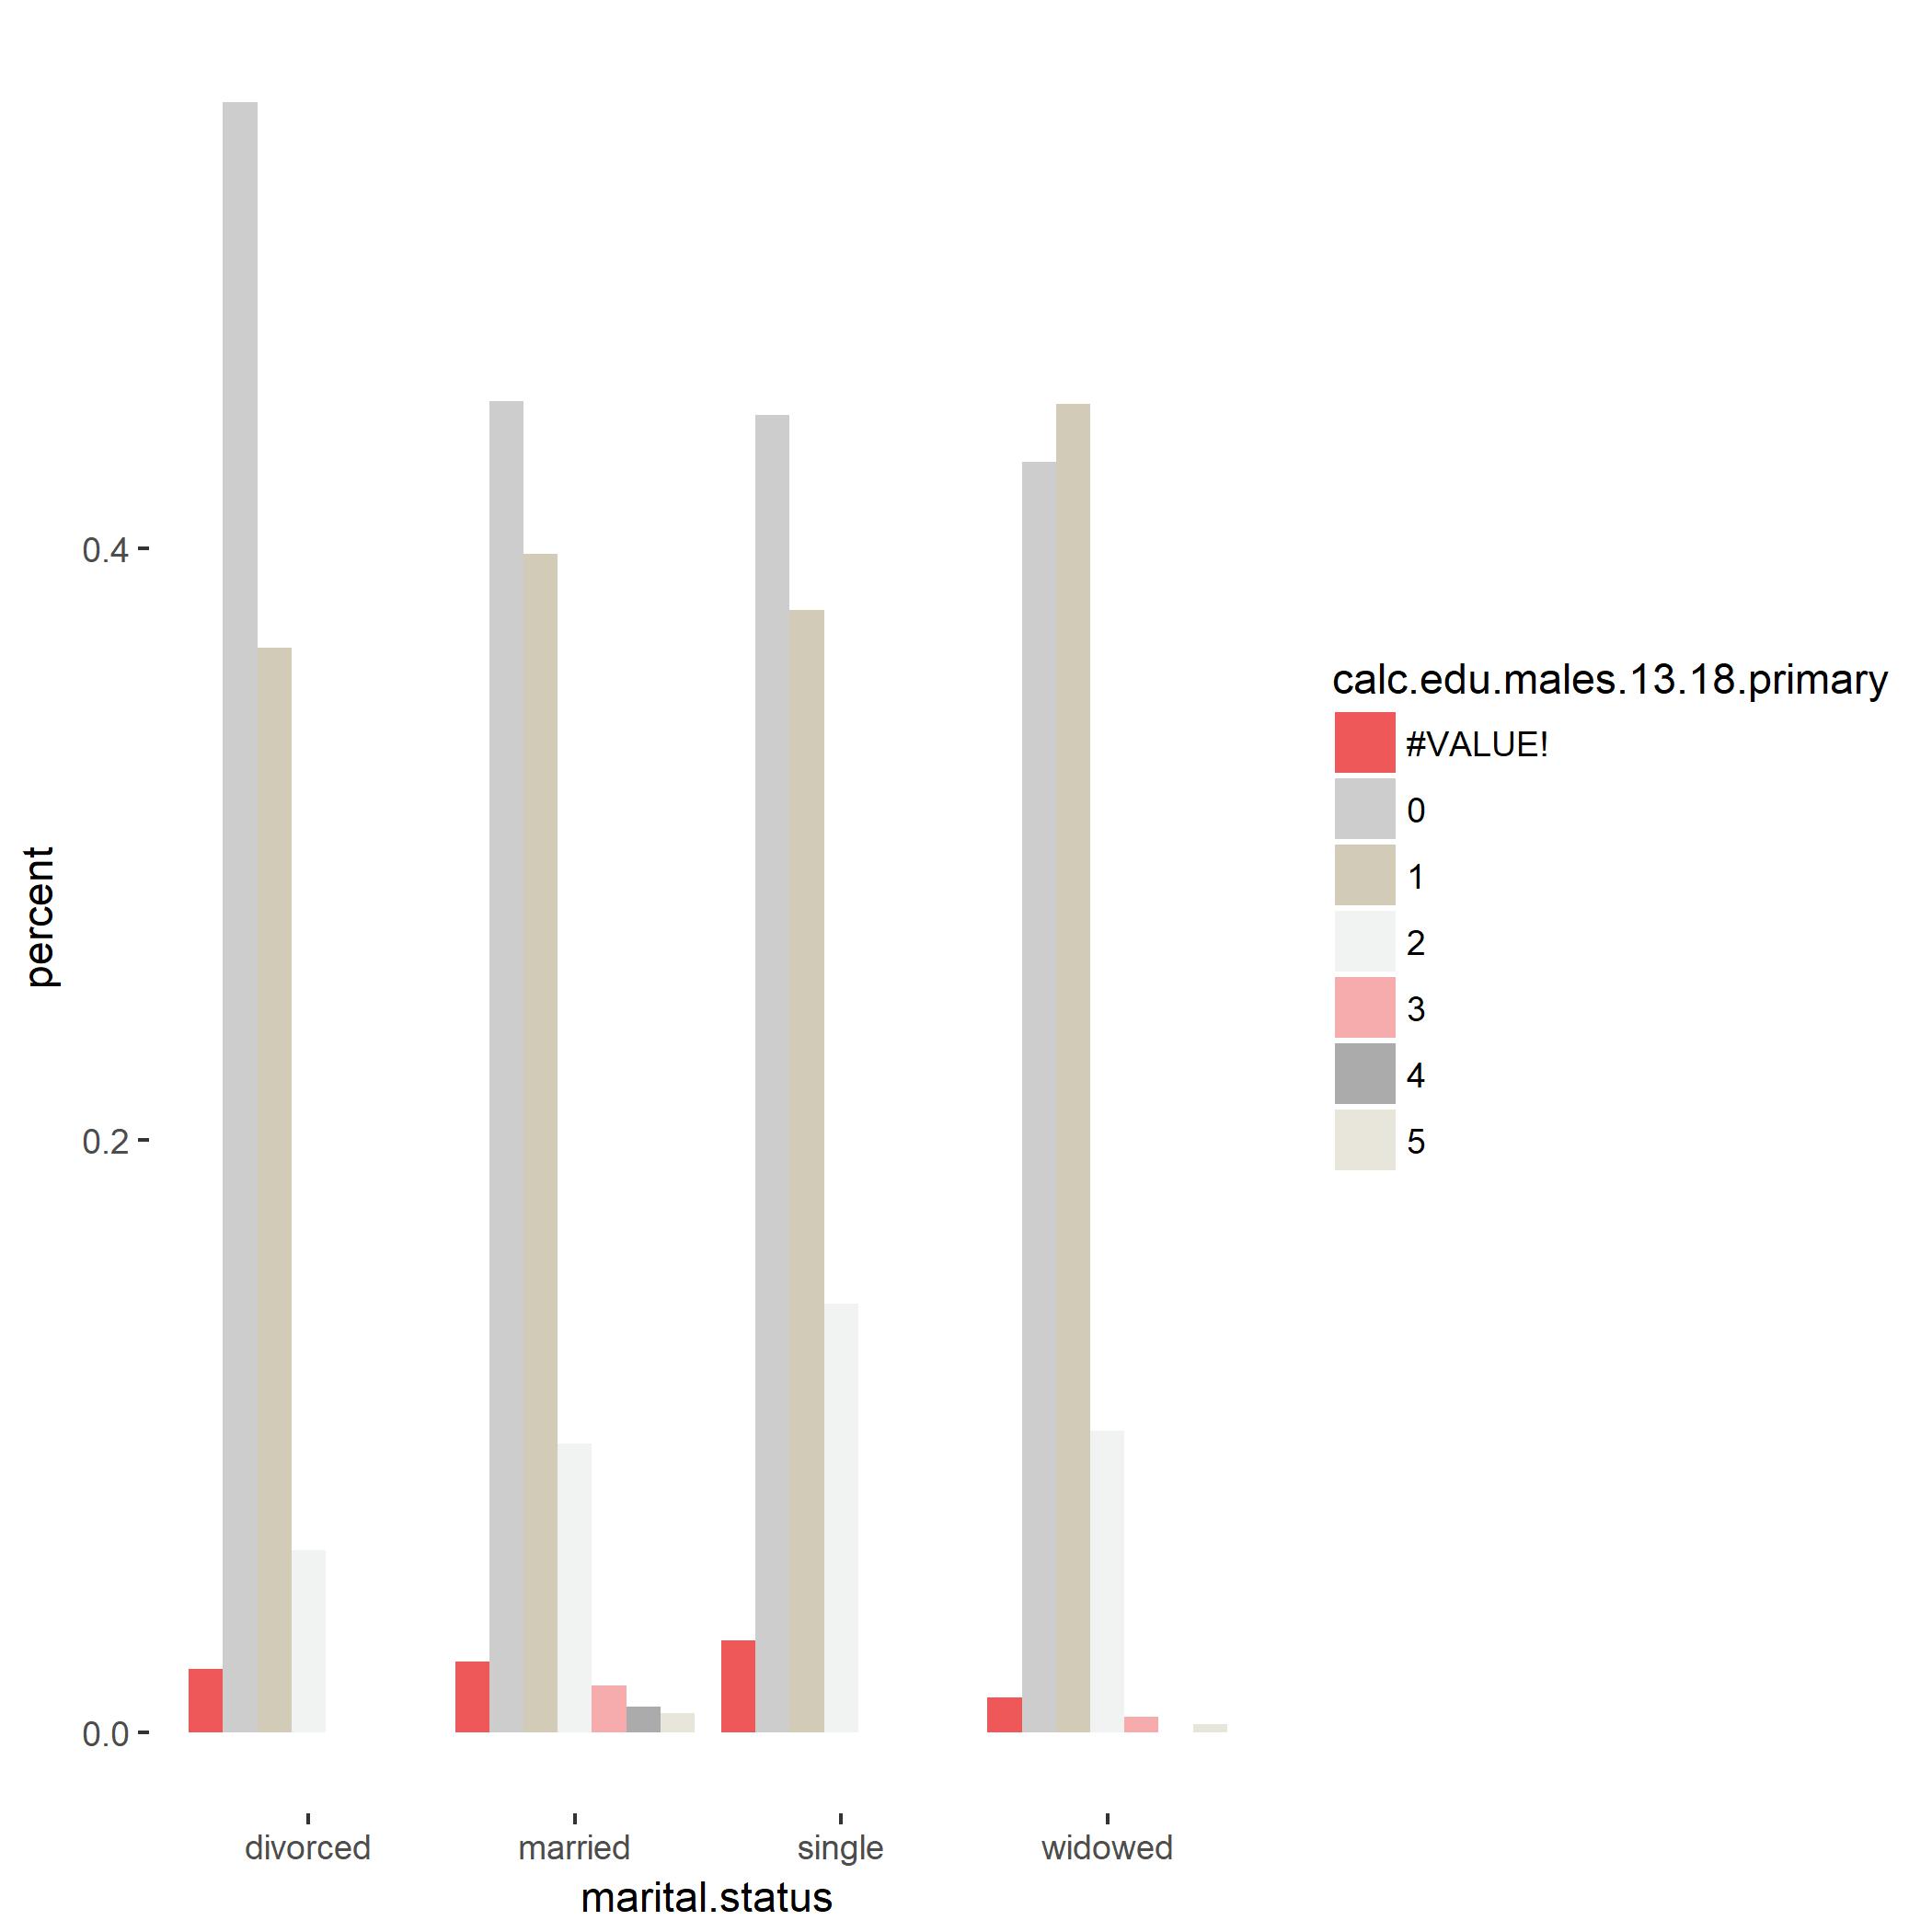 percent
0.4
0.2
0.0
divorced married single widowed
marital.status
calc.edu.males.13.18.primary
#VALUE!
0
1
2
3
4
5